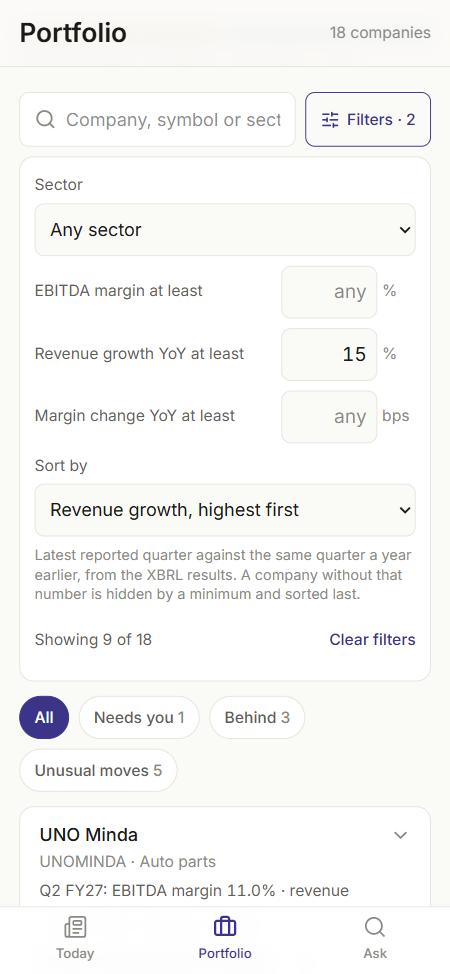 Portfolio
18 companies
Company, symbol or sect
Filters · 2
Sector
Any sector
EBITDA margin at least
any %
Revenue growth YoY at least
15 %
Margin change YoY at least
any bps
Sort by
Revenue growth, highest first
Latest reported quarter against the same quarter a year
earlier, from the XBRL results. A company without that
number is hidden by a minimum and sorted last.
Showing 9 of 18
Clear filters
All
Needs you 1
Behind 3
Unusual moves 5
UNO Minda
UNOMINDA · Auto parts
Q2 FY27: EBITDA margin 11.0% · revenue
Today
Portfolio
Ask